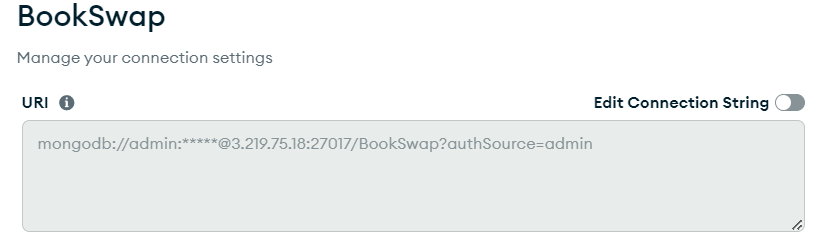 BookSwap
Manage your connection settings
URI Edit Connection String
mongodb://admin:*****@3.219.75.18:27017/BookSwap?authSource=admin